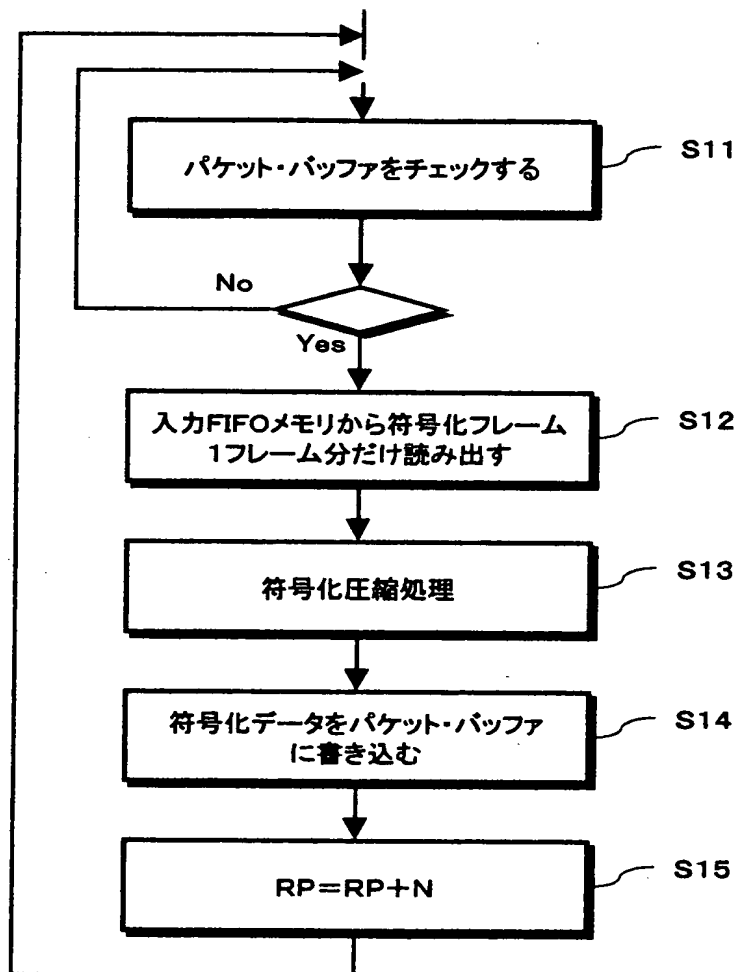 パケット・バッファをチェックする
S11
No
Yes
入力FIFOメモリから符号化フレーム
1フレーム分だけ読み出す
S12
符号化圧縮処理
S13
符号化データをパケット・バッファ
に書き込む
S14
RP=RP+N
S15